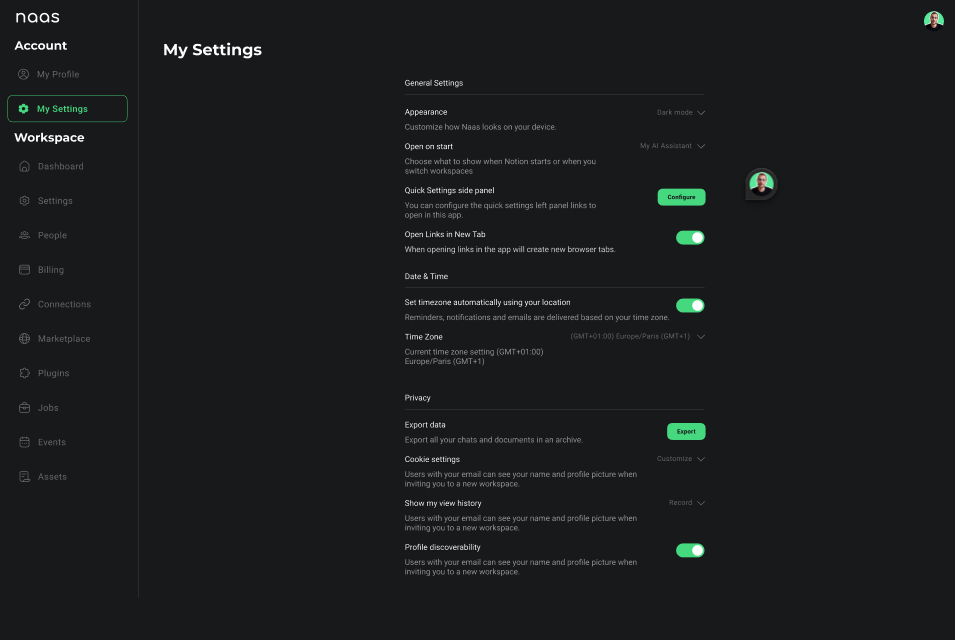 naas
Account
My Profile
My Settings
Workspace
Dashboard
Settings
People
Billing
Connections
Marketplace
Plugins
Jobs
Events
Assets
My Settings
General Settings
Appearance
Dark mode
Customize how Naas looks on your device.
Open on start
My AI Assistant
Choose what to show when Notion starts or when you
switch workspaces
Quick Settings side panel
Configure
You can configure the quick settings left panel links to
open in this app.
Open Links in New Tab
When opening links in the app will create new browser tabs.
Date & Time
Set timezone automatically using your location
Reminders, notifications and emails are delivered based on your time zone.
Time Zone
(GMT+01:00) Europe/Paris (GMT+1)
Current time zone setting (GMT+01:00)
Europe/Paris (GMT+1)
Privacy
Export data
Export
Export all your chats and documents in an archive.
Cookie settings
Customize
Users with your email can see your name and profile picture when
inviting you to a new workspace.
Show my view history
Record
Users with your email can see your name and profile picture when
inviting you to a new workspace.
Profile discoverability
Users with your email can see your name and profile picture when
inviting you to a new workspace.